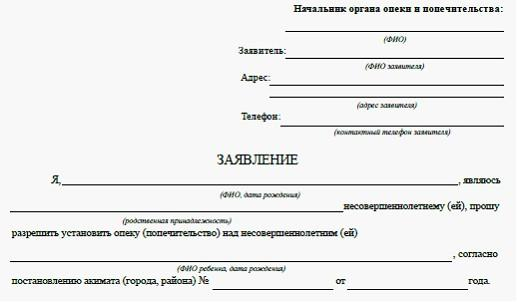 Начальник органа опеки и попечительства:
(ФИО)
Заявитель:
(ФИО заявителя)
Адрес:
(адрес заявителя)
Телефон:
(контактный телефон заявителя)
ЗАЯВЛЕНИЕ
Я, , являюсь
(ФИО, дата рождения)
несовершеннолетнему (ей), прошу
(родственная принадлежность)
разрешить установить опеку (попечительство) над несовершеннолетним (ей)
, согласно
(ФИО ребенка, дата рождения)
постановлению акимата (города, района) № от года.